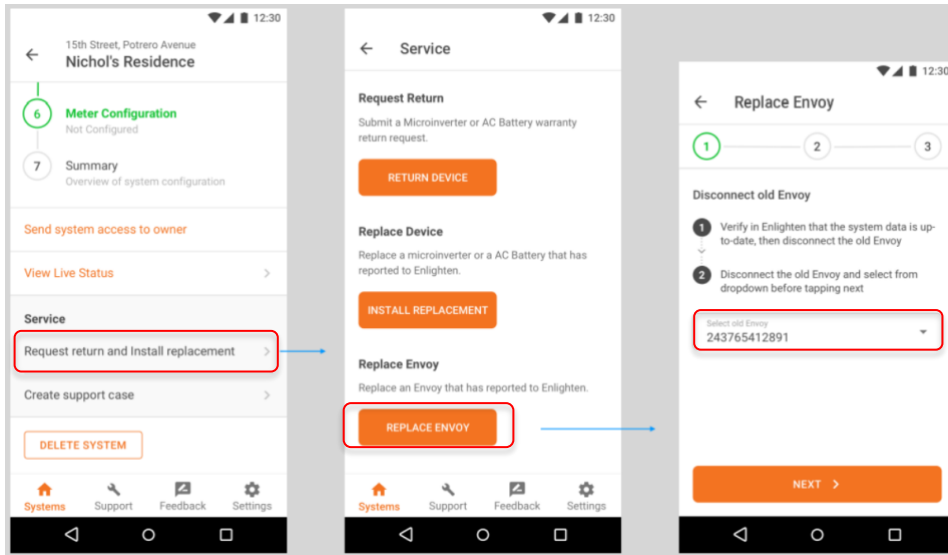 12:30
15th Street, Potrero Avenue
Nichol's Residence
6
Meter Configuration
Not Configured
7
Summary
Overview of system configuration
Send system access to owner
View Live Status
Service
Request return and Install replacement
Create support case
DELETE SYSTEM
Systems Support Feedback Settings
12:30
Service
Request Return
Submit a Microinverter or AC Battery warranty
return request.
RETURN DEVICE
Replace Device
Replace a microinverter or a AC Battery that has
reported to Enlighten.
INSTALL REPLACEMENT
Replace Envoy
Replace an Envoy that has reported to Enlighten.
REPLACE ENVOY
Systems Support Feedback Settings
12:30
Replace Envoy
1 2 3
Disconnect old Envoy
1 Verify in Enlighten that the system data is up-
to-date, then disconnect the old Envoy
2 Disconnect the old Envoy and select from
dropdown before tapping next
Select old Envoy
243765412891
NEXT